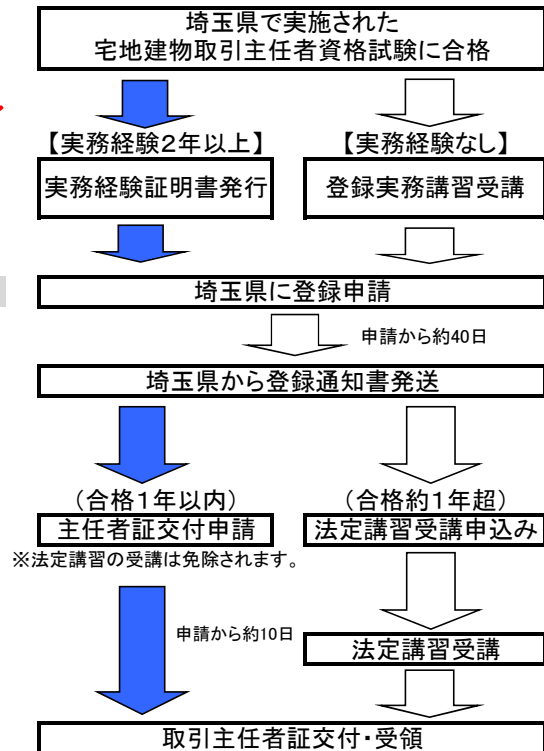 埼玉県で実施された
宅地建物取引主任者資格試験に合格
【実務経験2年以上】
【実務経験なし】
実務経験証明書発行
登録実務講習受講
埼玉県に登録申請
申請から約40日
埼玉県から登録通知書発送
(合格1年以内)
(合格約1年超)
主任者証交付申請
法定講習受講申込み
※法定講習の受講は免除されます。
申請から約10日
法定講習受講
取引主任者証交付・受領